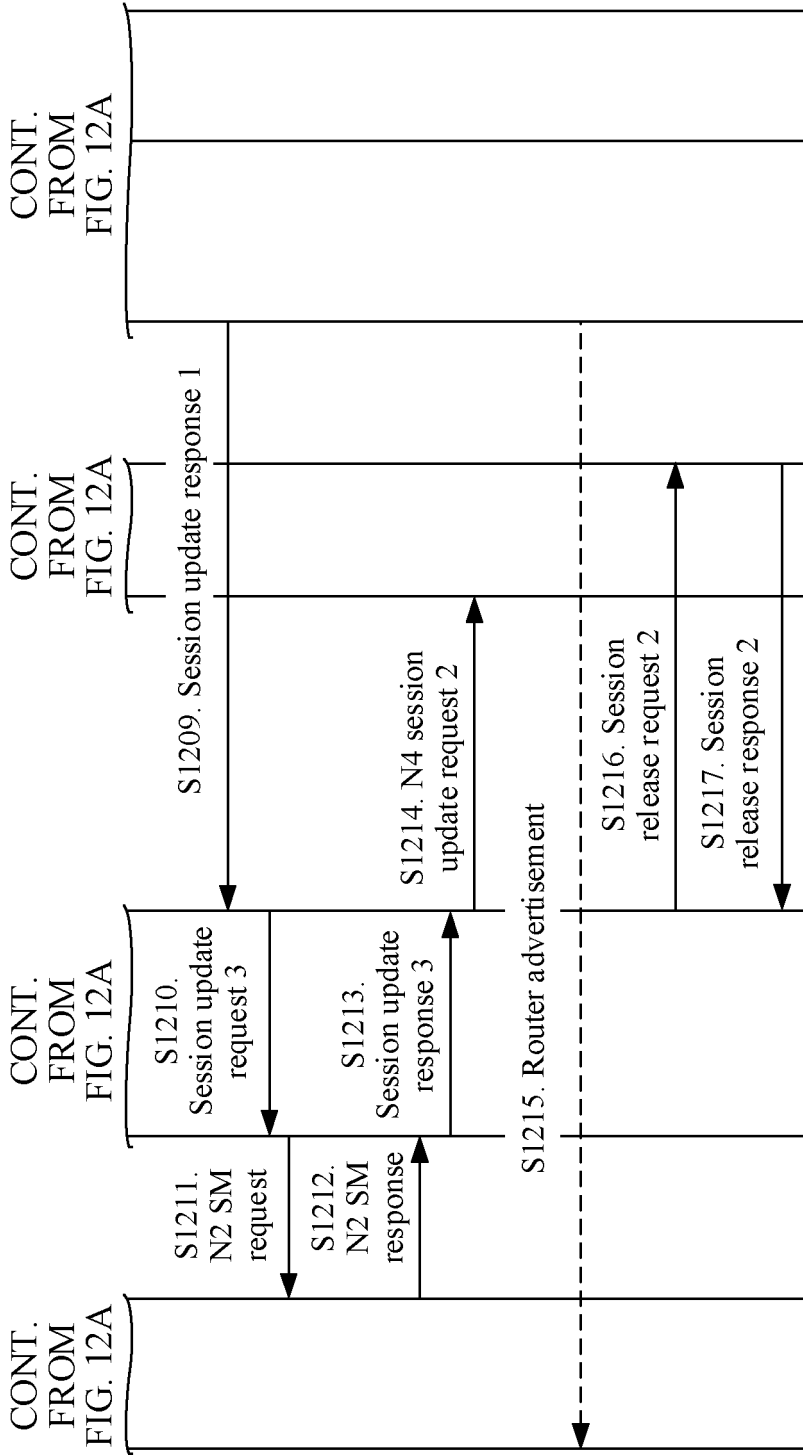 CONT.
FROM
FIG. 12A
CONT.
FROM
FIG. 12A
CONT.
FROM
FIG. 12A
CONT.
FROM
FIG. 12A
S1209. Session update response 1
S1210.
Session update
request 3
S1211.
N2 SM
request
S1212.
N2 SM
response
S1213.
Session update
response 3
S1214. N4 session
update request 2
S1215. Router advertisement
S1216. Session
release request 2
S1217. Session
release response 2